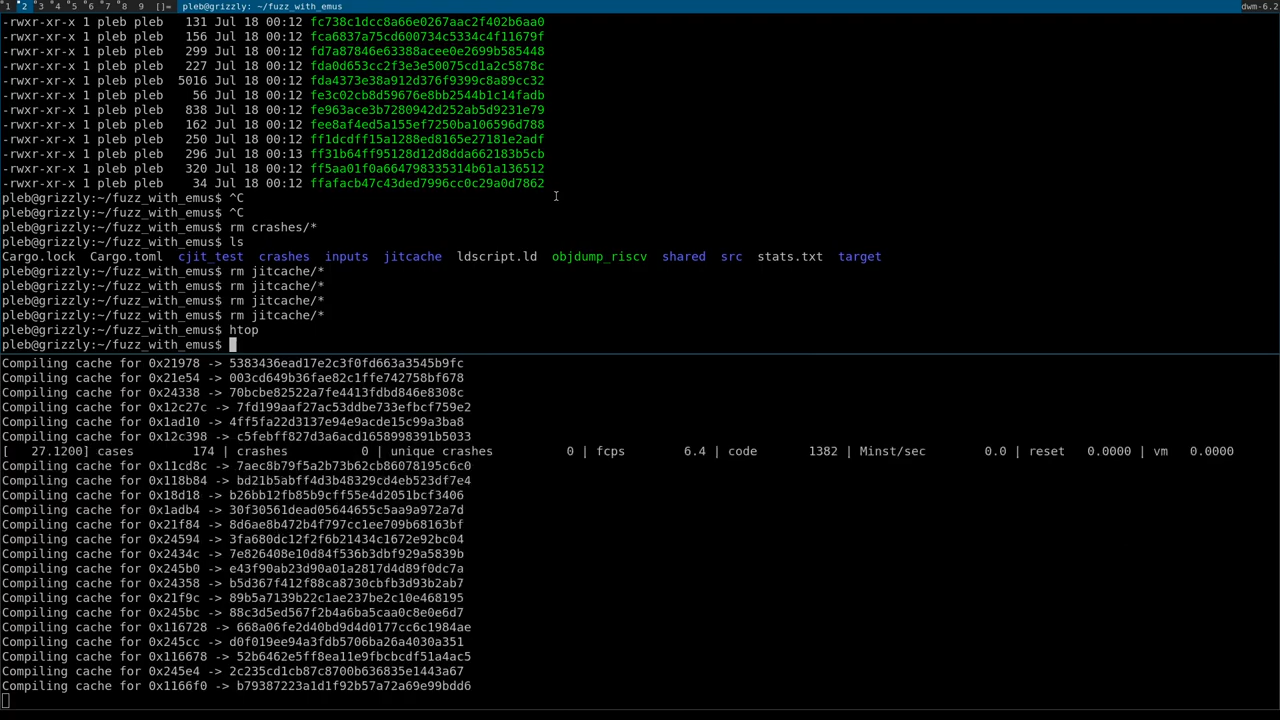 1 2 3 4 5 6 7 8 9 []= pleb@grizzly: ~/fuzz_with_emus dwm-6.2
-rwxr-xr-x 1 pleb pleb 131 Jul 18 00:12 fc738c1dcc8a66e0267aac2f402b6aa0
-rwxr-xr-x 1 pleb pleb 156 Jul 18 00:12 fca6837a75cd600734c5334c4f11679f
-rwxr-xr-x 1 pleb pleb 299 Jul 18 00:12 fd7a87846e63388acee0e2699b585448
-rwxr-xr-x 1 pleb pleb 227 Jul 18 00:12 fda0d653cc2f3e3e50075cd1a2c5878c
-rwxr-xr-x 1 pleb pleb 5016 Jul 18 00:12 fda4373e38a912d376f9399c8a89cc32
-rwxr-xr-x 1 pleb pleb 56 Jul 18 00:12 fe3c02cb8d59676e8bb2544b1c14fadb
-rwxr-xr-x 1 pleb pleb 838 Jul 18 00:12 fe963ace3b7280942d252ab5d9231e79
-rwxr-xr-x 1 pleb pleb 162 Jul 18 00:12 fee8af4ed5a155ef7250ba106596d788
-rwxr-xr-x 1 pleb pleb 250 Jul 18 00:12 ff1dcdff15a1288ed8165e27181e2adf
-rwxr-xr-x 1 pleb pleb 296 Jul 18 00:13 ff31b64ff95128d12d8dda662183b5cb
-rwxr-xr-x 1 pleb pleb 320 Jul 18 00:12 ff5aa01f0a664798335314b61a136512
-rwxr-xr-x 1 pleb pleb 34 Jul 18 00:12 ffafacb47c43ded7996cc0c29a0d7862
pleb@grizzly:~/fuzz_with_emus$ ^C
pleb@grizzly:~/fuzz_with_emus$ ^C
pleb@grizzly:~/fuzz_with_emus$ rm crashes/*
pleb@grizzly:~/fuzz_with_emus$ ls
Cargo.lock Cargo.toml cjit_test crashes inputs jitcache ldscript.ld objdump_riscv shared src stats.txt target
pleb@grizzly:~/fuzz_with_emus$ rm jitcache/*
pleb@grizzly:~/fuzz_with_emus$ rm jitcache/*
pleb@grizzly:~/fuzz_with_emus$ rm jitcache/*
pleb@grizzly:~/fuzz_with_emus$ rm jitcache/*
pleb@grizzly:~/fuzz_with_emus$ htop
pleb@grizzly:~/fuzz_with_emus$
Compiling cache for 0x21978 -> 5383436ead17e2c3f0fd663a3545b9fc
Compiling cache for 0x21e54 -> 003cd649b36fae82c1ffe742758bf678
Compiling cache for 0x24338 -> 70bcbe82522a7fe4413fdbd846e8308c
Compiling cache for 0x12c27c -> 7fd199aaf27ac53ddbe733efbcf759e2
Compiling cache for 0x1ad10 -> 4ff5fa22d3137e94e9acde15c99a3ba8
Compiling cache for 0x12c398 -> c5febff827d3a6acd1658998391b5033
[ 27.1200] cases 174 | crashes 0 | unique crashes 0 | fcps 6.4 | code 1382 | Minst/sec 0.0 | reset 0.0000 | vm 0.0000
Compiling cache for 0x11cd8c -> 7aec8b79f5a2b73b62cb86078195c6c0
Compiling cache for 0x118b84 -> bd21b5abff4d3b48329cd4eb523df7e4
Compiling cache for 0x18d18 -> b26bb12fb85b9cff55e4d2051bcf3406
Compiling cache for 0x1adb4 -> 30f30561dead05644655c5aa9a972a7d
Compiling cache for 0x21f84 -> 8d6ae8b472b4f797cc1ee709b68163bf
Compiling cache for 0x24594 -> 3fa680dc12f2f6b21434c1672e92bc04
Compiling cache for 0x2434c -> 7e826408e10d84f536b3dbf929a5839b
Compiling cache for 0x245b0 -> e43f90ab23d90a01a2817d4d89f0dc7a
Compiling cache for 0x24358 -> b5d367f412f88ca8730cbfb3d93b2ab7
Compiling cache for 0x21f9c -> 89b5a7139b22c1ae237be2c10e468195
Compiling cache for 0x245bc -> 88c3d5ed567f2b4a6ba5caa0c8e0e6d7
Compiling cache for 0x116728 -> 668a06fe2d40bd9d4d0177cc6c1984ae
Compiling cache for 0x245cc -> d0f019ee94a3fdb5706ba26a4030a351
Compiling cache for 0x116678 -> 52b6462e5ff8ea11e9fbcbcdf51a4ac5
Compiling cache for 0x245e4 -> 2c235cd1cb87c8700b636835e1443a67
Compiling cache for 0x1166f0 -> b79387223a1d1f92b57a72a69e99bdd6